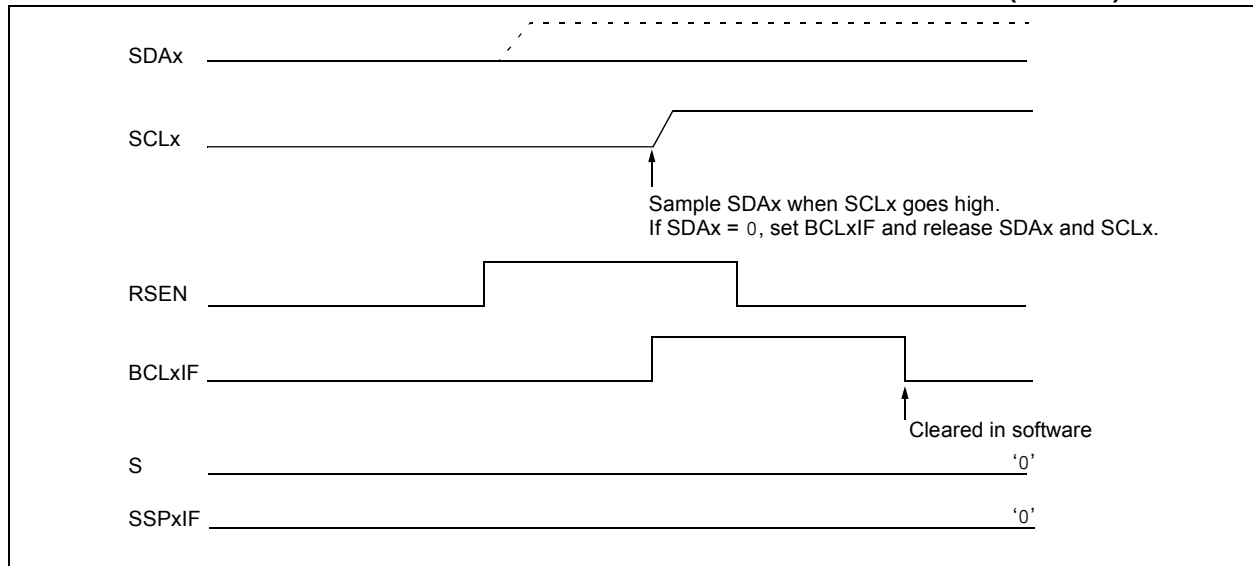 SDAx
SCLx
Sample SDAx when SCLx goes high.
If SDAx = 0, set BCLxIF and release SDAx and SCLx.
RSEN
BCLxIF
Cleared in software
S
‘0’
SSPxIF
‘0’